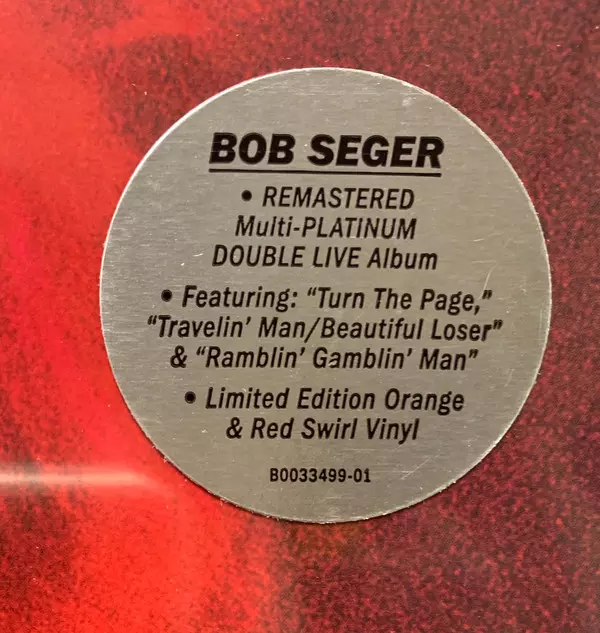 BOB SEGER
• REMASTERED
Multi-PLATINUM
DOUBLE LIVE Album
• Featuring: “Turn The Page,”
“Travelin’ Man/Beautiful Loser”
& “Ramblin’ Gamblin’ Man”
• Limited Edition Orange
& Red Swirl Vinyl
B0033499-01